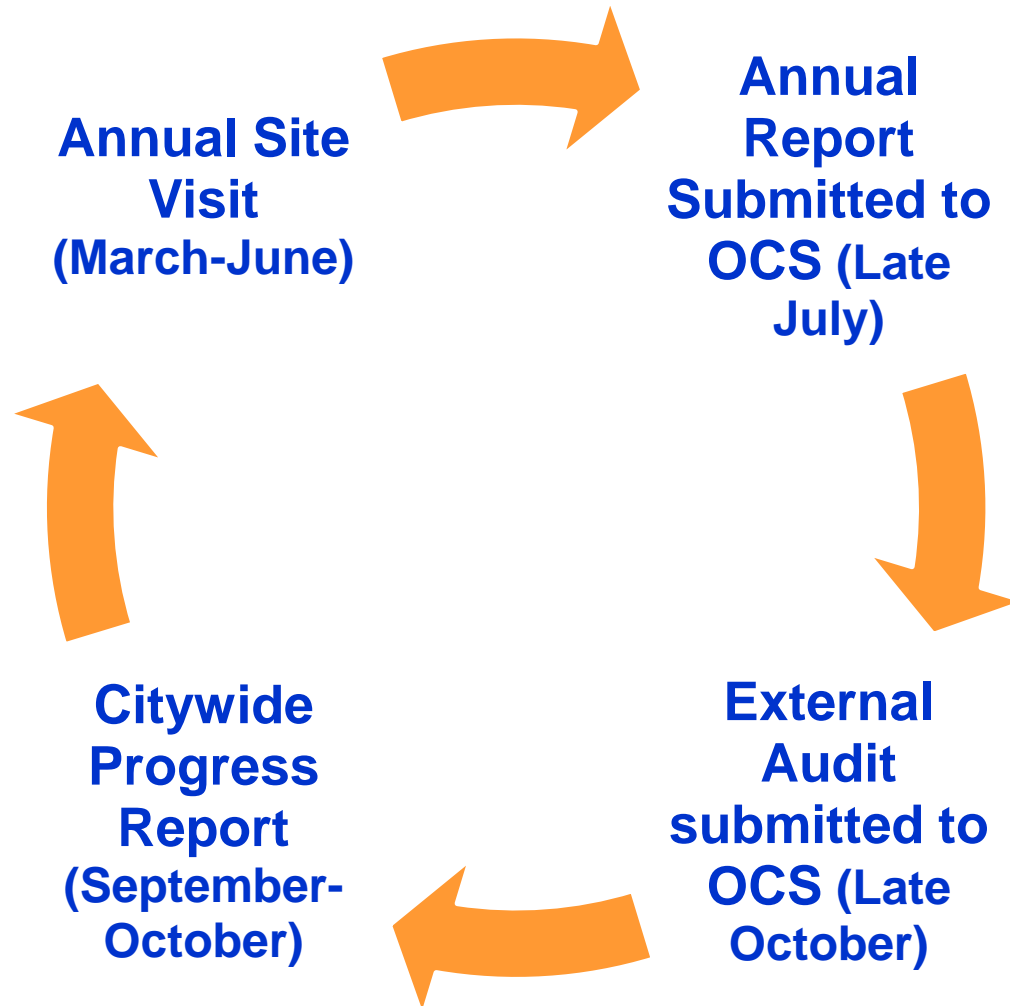 Annual Site
Visit
(March-June)
Annual
Report
Submitted to
OCS (Late
July)
External
Audit
submitted to
OCS (Late
October)
Citywide
Progress
Report
(September-
October)